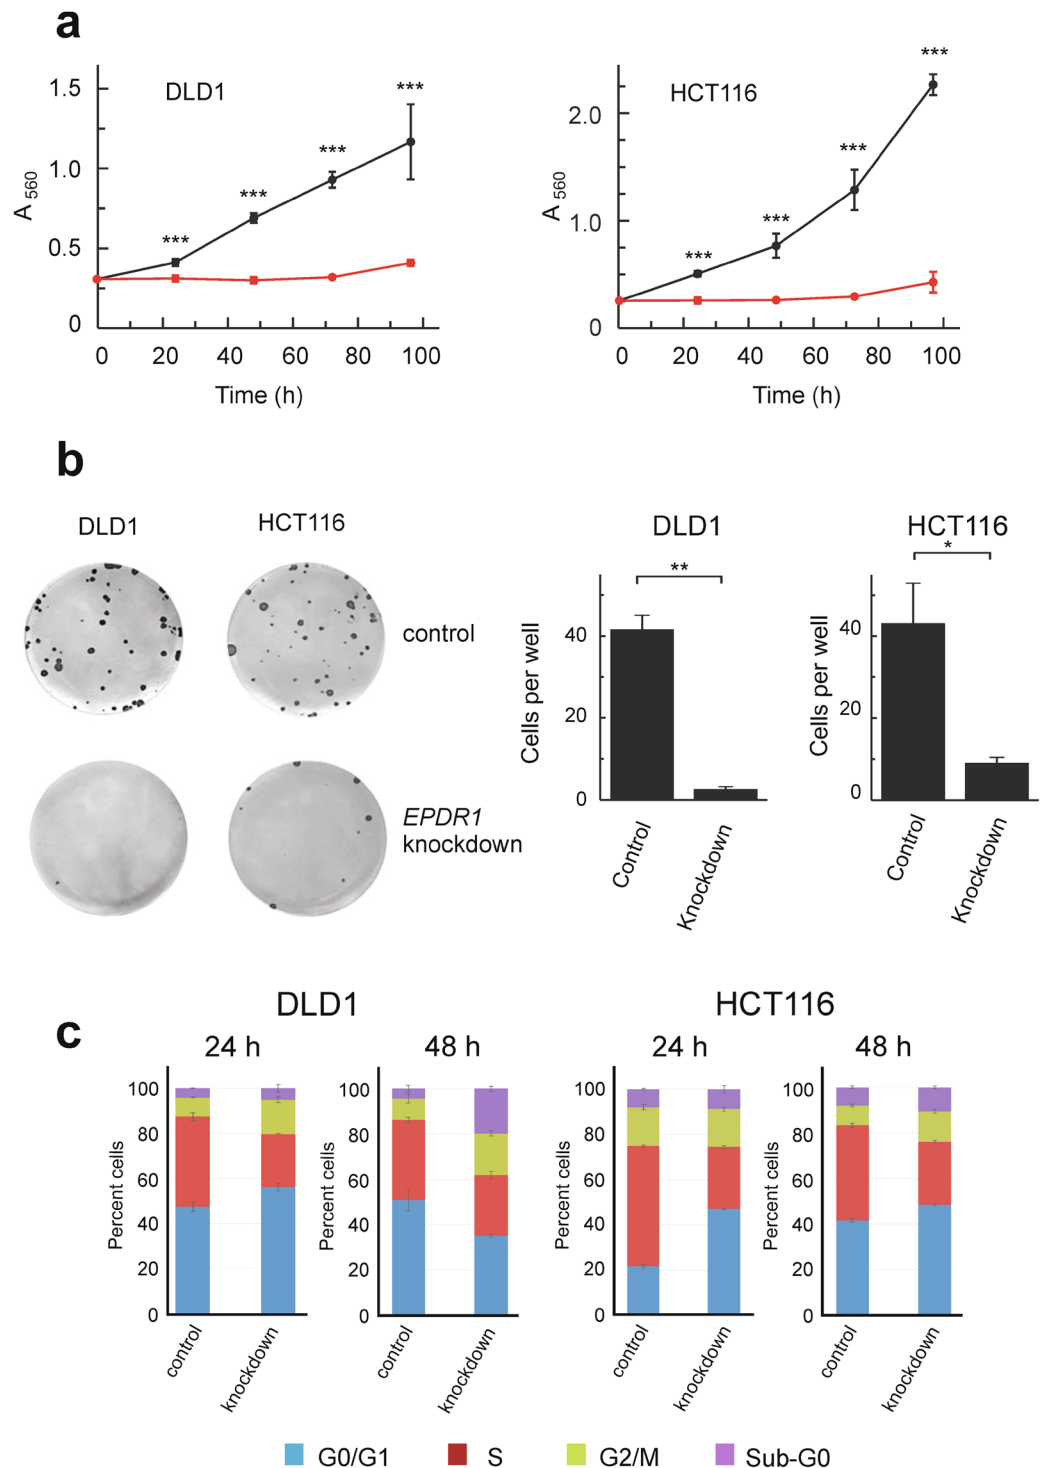 a
DLD1
HCT116
***
***
***
***
***
***
***
***
1.5
1.0
0.5
0
A 560
0 20 40 60 80 100
Time (h)
2.0
1.0
0
A 560
0 20 40 60 80 100
Time (h)
b
DLD1
HCT116
control
EPDR1
knockdown
DLD1
**
40
20
0
Cells per well
Control
Knockdown
HCT116
*
40
20
0
Cells per well
Control
Knockdown
c
DLD1
HCT116
24 h
48 h
24 h
48 h
100
80
60
40
20
0
Percent cells
control
knockdown
100
80
60
40
20
0
Percent cells
control
knockdown
100
80
60
40
20
0
Percent cells
control
knockdown
100
80
60
40
20
0
Percent cells
control
knockdown
G0/G1 S G2/M Sub-G0